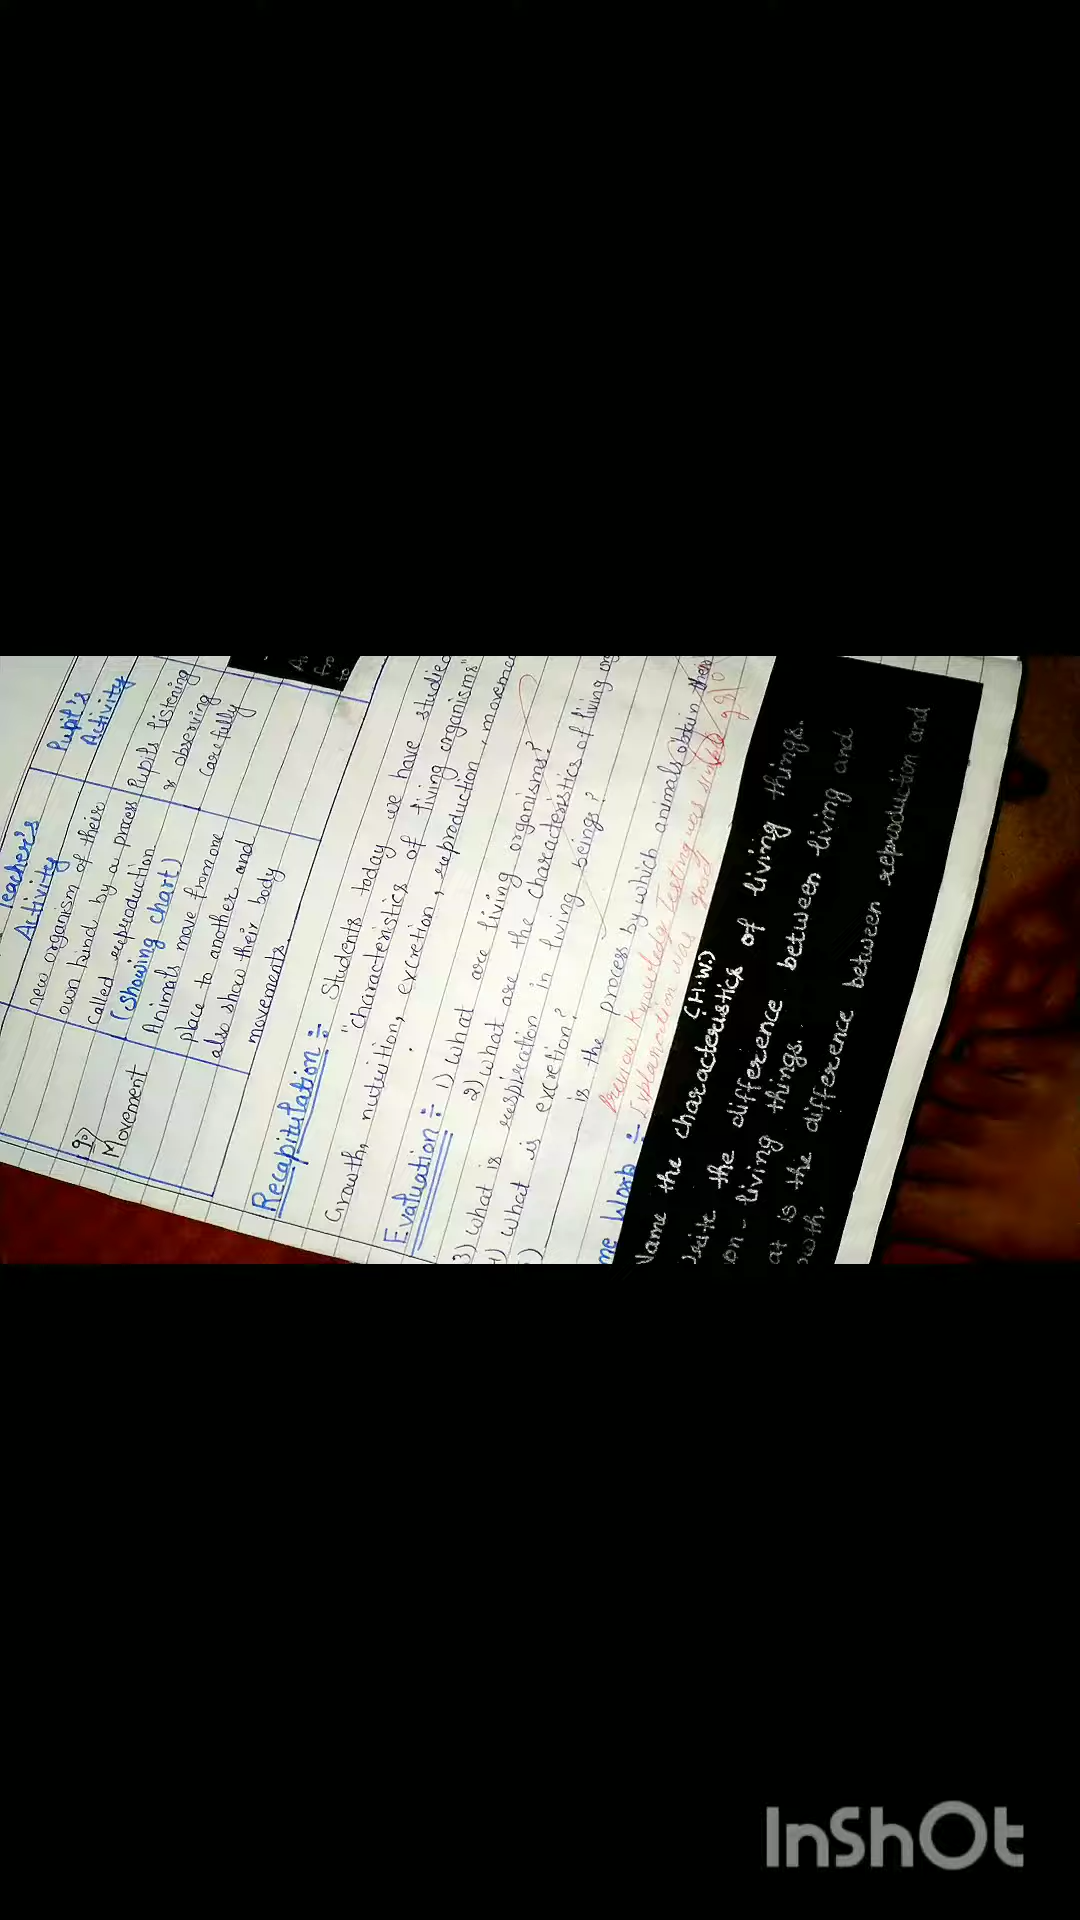 Teacher's
Activity
Pupil's
Activity
new organism of their
own kind by a process
called reproduction
Pupils listening
& observing
carefully
(Showing chart)
9.)
Movement
Animals move from one
place to another and
also show their body
movements.
Recapitulation :-
Students today we have studied
"characteristics of living organisms"
Growth, nutrition, excretion, reproduction, movement
Evaluation :- 1) What are living organisms?
2) What are the characteristics of living
3) What is respiration in living beings?
4) What is excretion?
is the process by which animals obtain their
Previous Knowledge Testing was
Explanation was good
Work :-
(H.W.)
Name the characteristics of living things.
Write the difference between living and
non-living things.
is the difference between reproduction and
growth.
InShOt